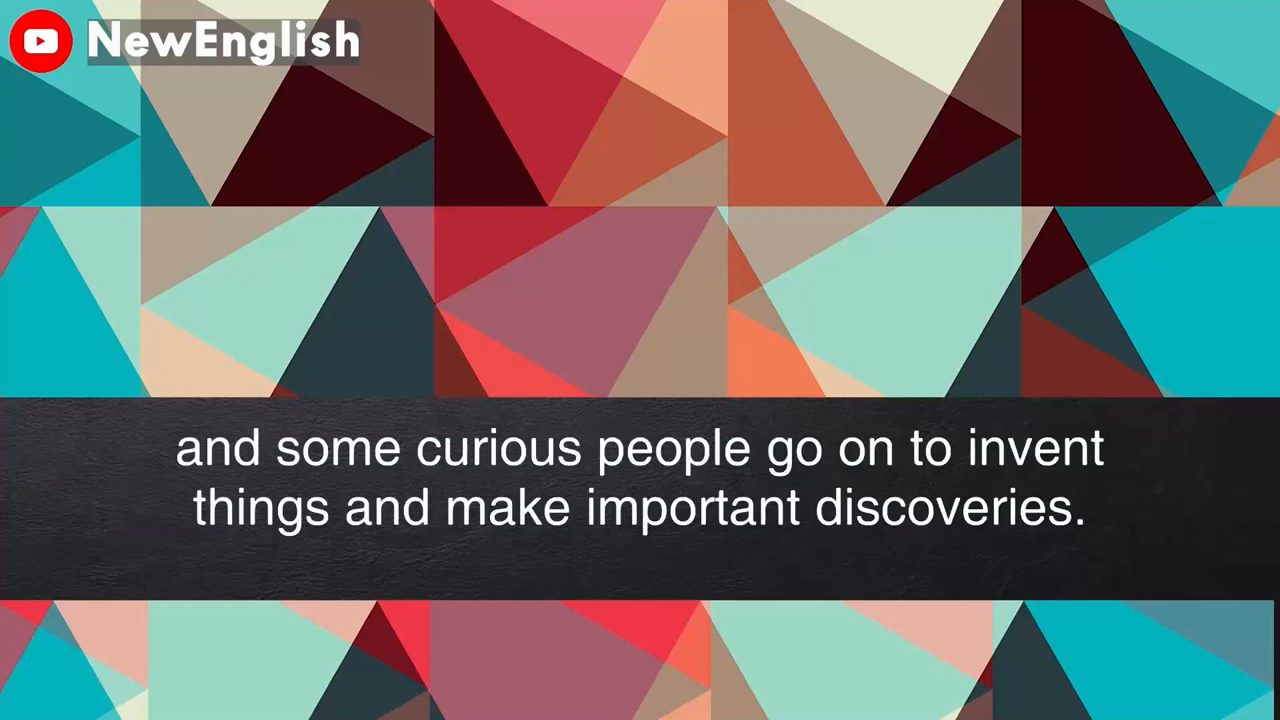 NewEnglish
and some curious people go on to invent
things and make important discoveries.